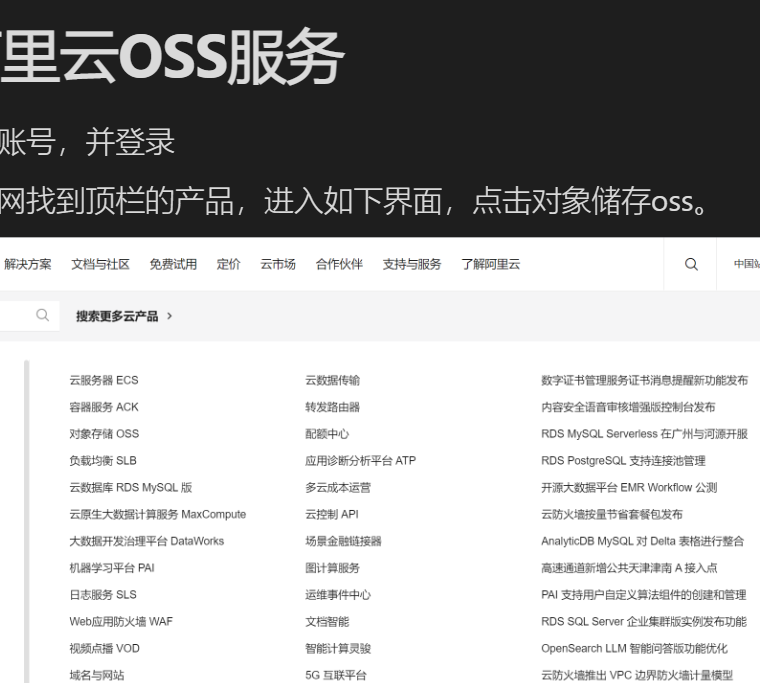 里云OSS服务
账号，并登录
网找到顶栏的产品，进入如下界面，点击对象储存oss。
解决方案 文档与社区 免费试用 定价 云市场 合作伙伴 支持与服务 了解阿里云 中国
搜索更多云产品 >
云服务器 ECS 云数据传输 数字证书管理服务证书消息提醒新功能发布
容器服务 ACK 转发路由器 内容安全语音审核增强版控制台发布
对象存储 OSS 配额中心 RDS MySQL Serverless 在广州与河源开服
负载均衡 SLB 应用诊断分析平台 ATP RDS PostgreSQL 支持连接池管理
云数据库 RDS MySQL 版 多云成本运营 开源大数据平台 EMR Workflow 公测
云原生大数据计算服务 MaxCompute 云控制 API 云防火墙按量节省套餐包发布
大数据开发治理平台 DataWorks 场景金融链接器 AnalyticDB MySQL 对 Delta 表格进行整合
机器学习平台 PAI 图计算服务 高速通道新增公共天津津南 A 接入点
日志服务 SLS 运维事件中心 PAI 支持用户自定义算法组件的创建和管理
Web应用防火墙 WAF 文档智能 RDS SQL Server 企业集群版实例发布功能
视频点播 VOD 智能计算灵骏 OpenSearch LLM 智能问答版功能优化
域名与网站 5G 互联平台 云防火墙推出 VPC 边界防火墙计量模型